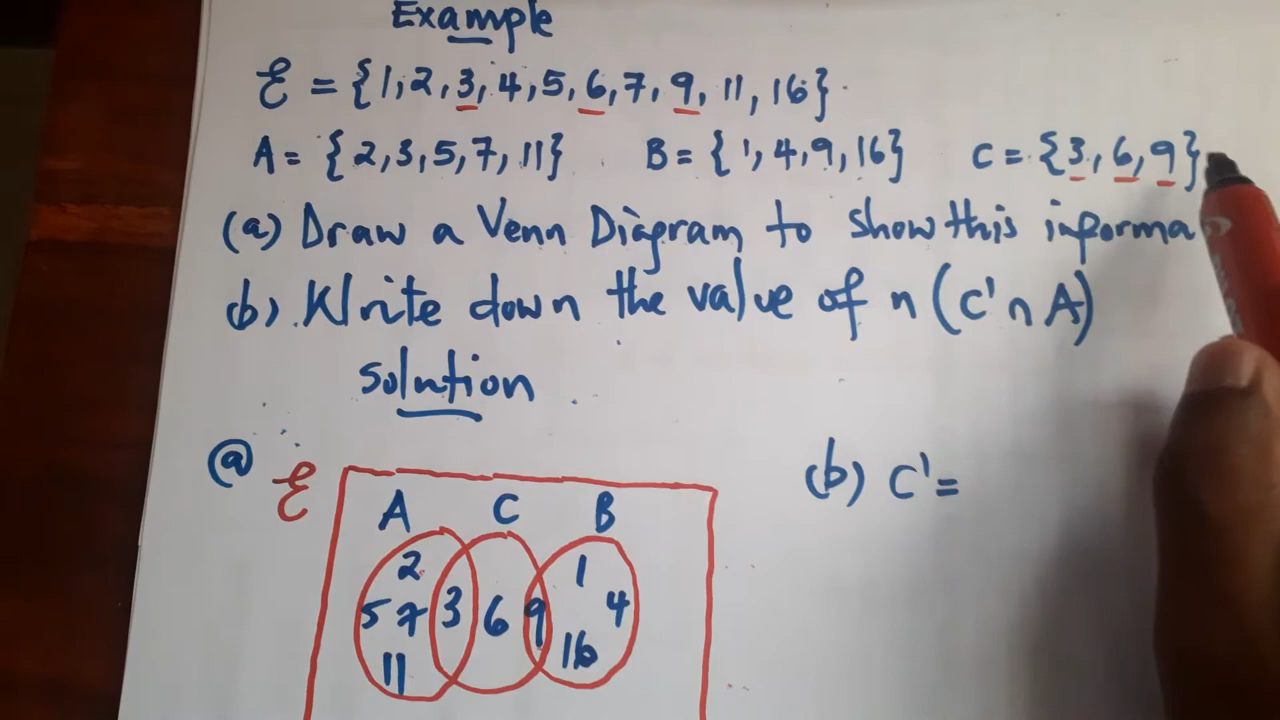 Example
ℰ = {1, 2, 3, 4, 5, 6, 7, 9, 11, 16}.
A = {2, 3, 5, 7, 11} B = {1, 4, 9, 16} C = {3, 6, 9}
(a) Draw a Venn Diagram to show this informa
(b). Write down the value of n (C' ∩ A)
solution
(a) ℰ (b) C' =
A C B
2 1
5 7 3 6 9 4
11 16